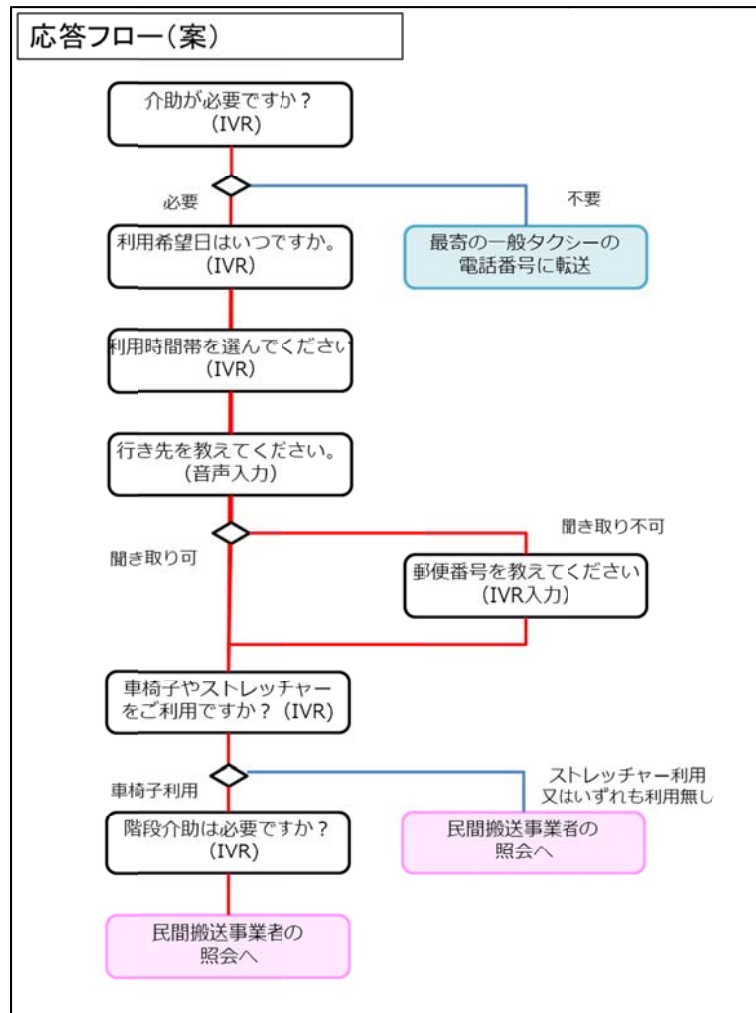 応答フロー(案)
介助が必要ですか?
(IVR)
必要
不要
利用希望日はいつですか。
(IVR)
最寄の一般タクシーの
電話番号に転送
利用時間帯を選んでください
(IVR)
行き先を教えてください。
(音声入力)
聞き取り可
聞き取り不可
郵便番号を教えてください
(IVR入力)
車椅子やストレッチャー
をご利用ですか?(IVR)
車椅子利用
ストレッチャー利用
又はいずれも利用無し
階段介助は必要ですか?
(IVR)
民間搬送事業者の
照会へ
民間搬送事業者の
照会へ